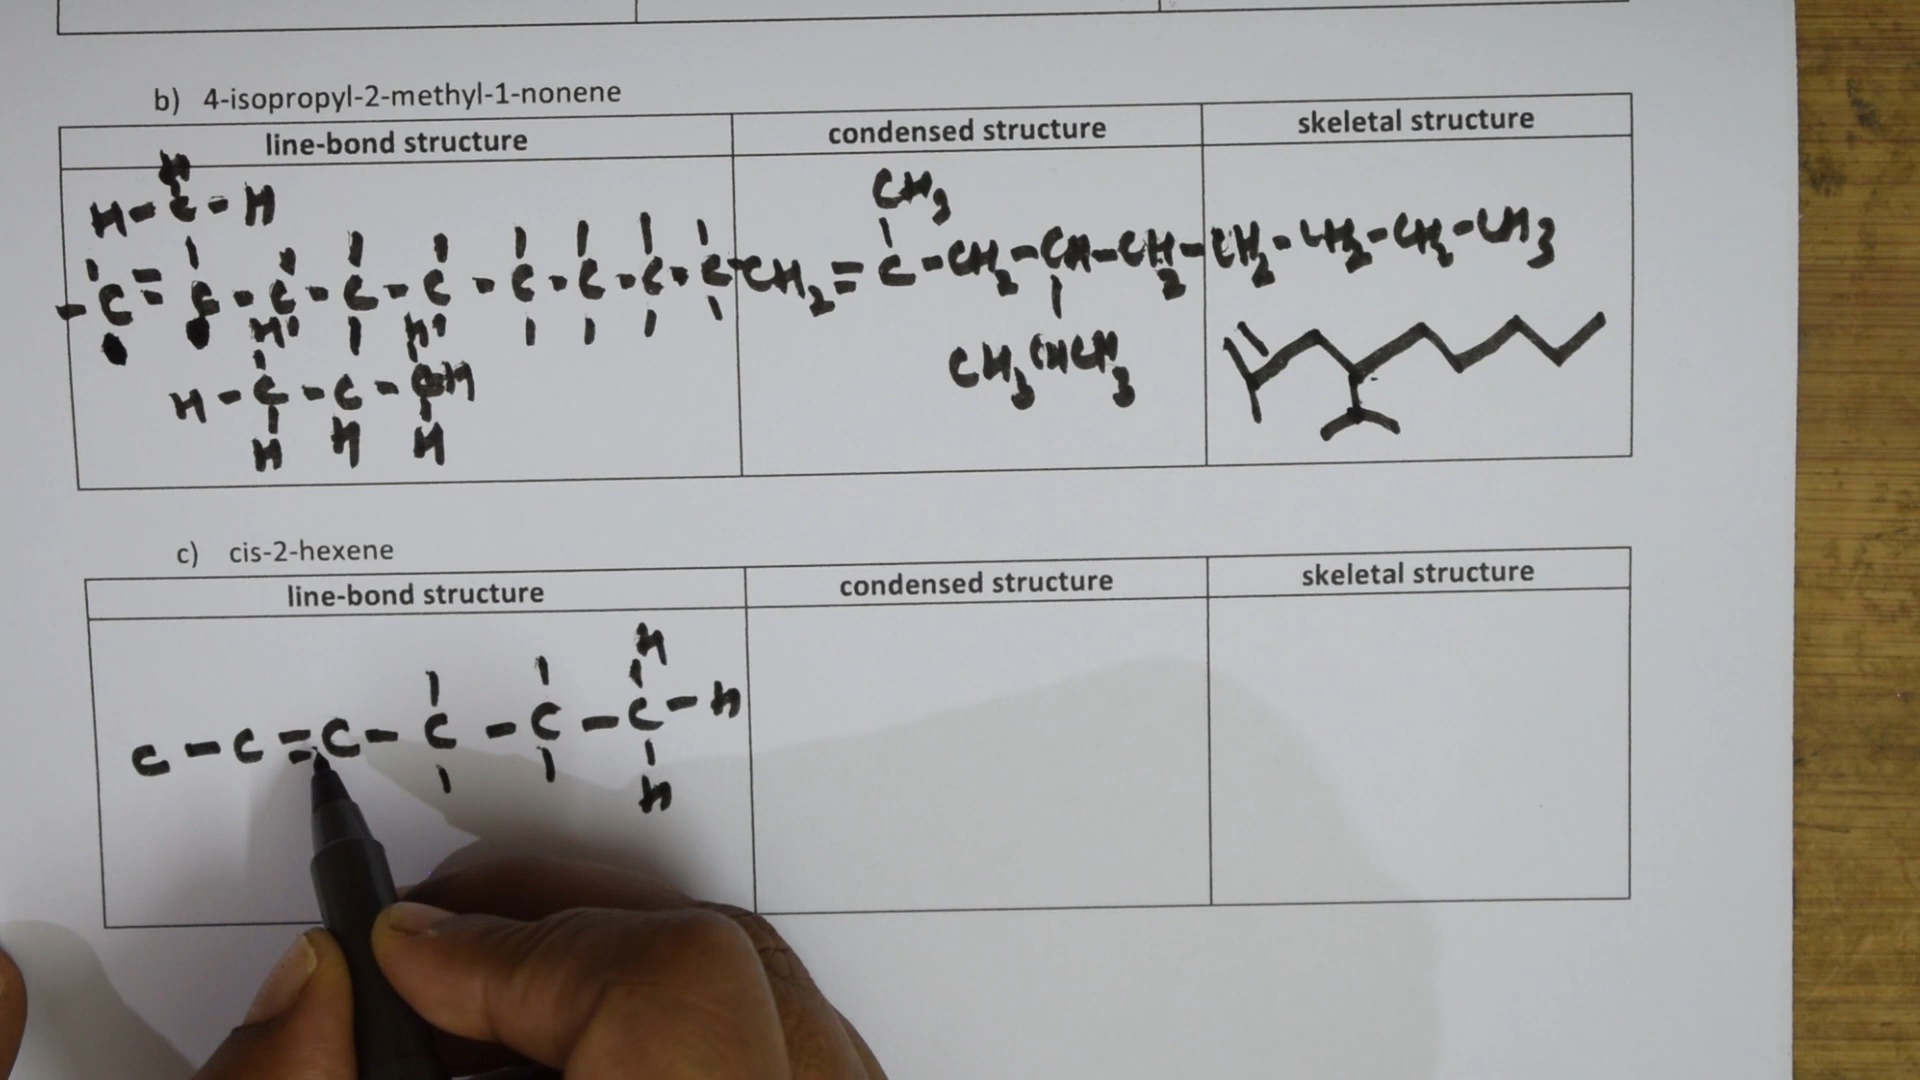 b) 4-isopropyl-2-methyl-1-nonene
line-bond structure
condensed structure
skeletal structure
H
H-C-H
-C=C-C-C-C-C-C-C-C
H H
H-C-C-C-H
H H H
CH3
CH2=C-CH2-CH-CH2-CH2-CH2-CH2-CH3
CH3CHCH3
c) cis-2-hexene
line-bond structure
condensed structure
skeletal structure
H
C-C=C-C-C-C-H
H